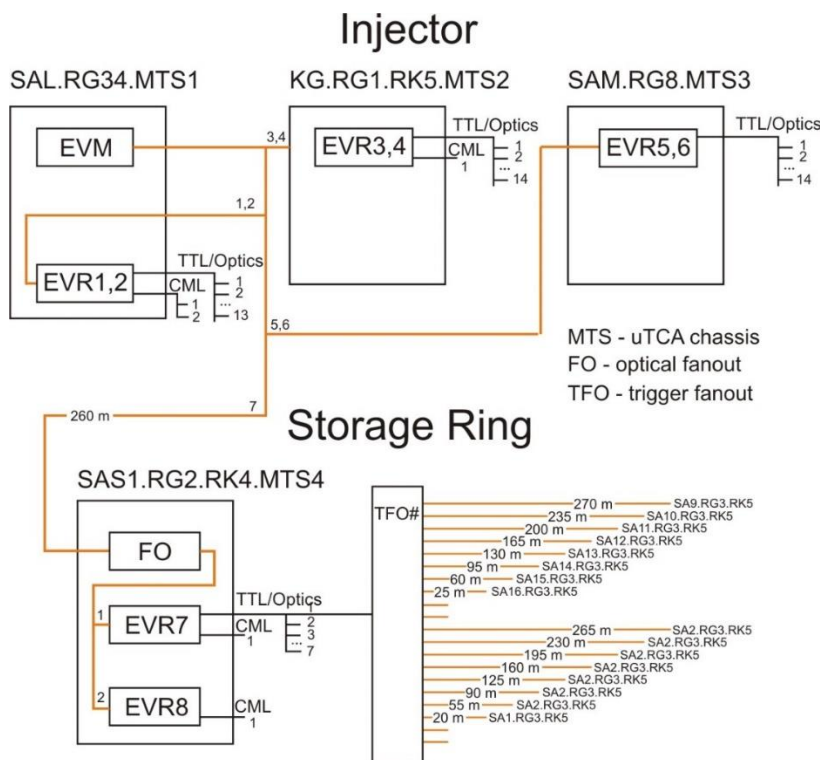 Injector
SAL.RG34.MTS1
KG.RG1.RK5.MTS2
SAM.RG8.MTS3
EVM
3,4
EVR3,4
TTL/Optics
1
2
...
14
CML
1
EVR5,6
TTL/Optics
1
2
...
14
1,2
EVR1,2
TTL/Optics
1
2
...
13
CML
1
2
5,6
MTS - uTCA chassis
FO - optical fanout
TFO - trigger fanout
260 m
7
Storage Ring
SAS1.RG2.RK4.MTS4
FO
1
EVR7
TTL/Optics
1
2
3
...
7
CML
1
2
EVR8
CML
1
TFO#
270 m SA9.RG3.RK5
235 m SA10.RG3.RK5
200 m SA11.RG3.RK5
165 m SA12.RG3.RK5
130 m SA13.RG3.RK5
95 m SA14.RG3.RK5
60 m SA15.RG3.RK5
25 m SA16.RG3.RK5
265 m SA2.RG3.RK5
230 m SA2.RG3.RK5
195 m SA2.RG3.RK5
160 m SA2.RG3.RK5
125 m SA2.RG3.RK5
90 m SA2.RG3.RK5
55 m SA2.RG3.RK5
20 m SA1.RG3.RK5